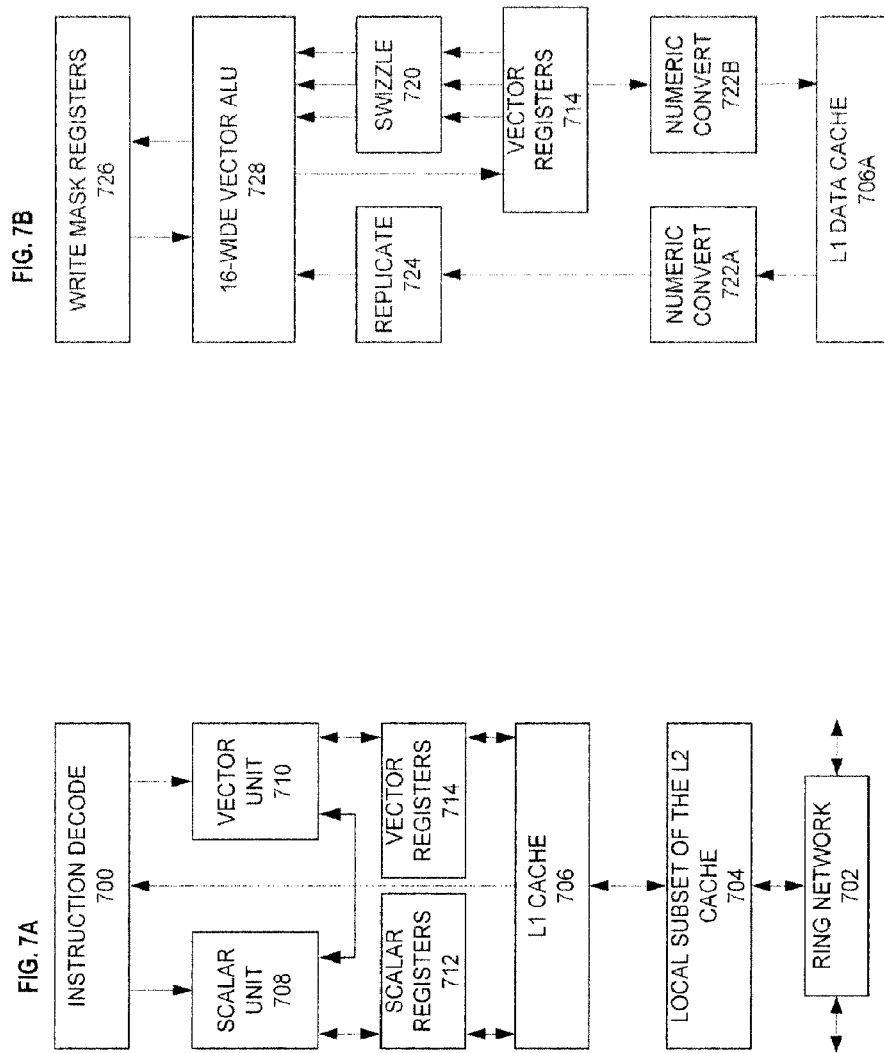 FIG. 7A
INSTRUCTION DECODE
700
SCALAR
UNIT
708
VECTOR
UNIT
710
SCALAR
REGISTERS
712
VECTOR
REGISTERS
714
L1 CACHE
706
LOCAL SUBSET OF THE L2
CACHE
704
RING NETWORK
702
FIG. 7B
WRITE MASK REGISTERS
726
16-WIDE VECTOR ALU
728
REPLICATE
724
SWIZZLE
720
VECTOR
REGISTERS
714
NUMERIC
CONVERT
722A
NUMERIC
CONVERT
722B
L1 DATA CACHE
706A